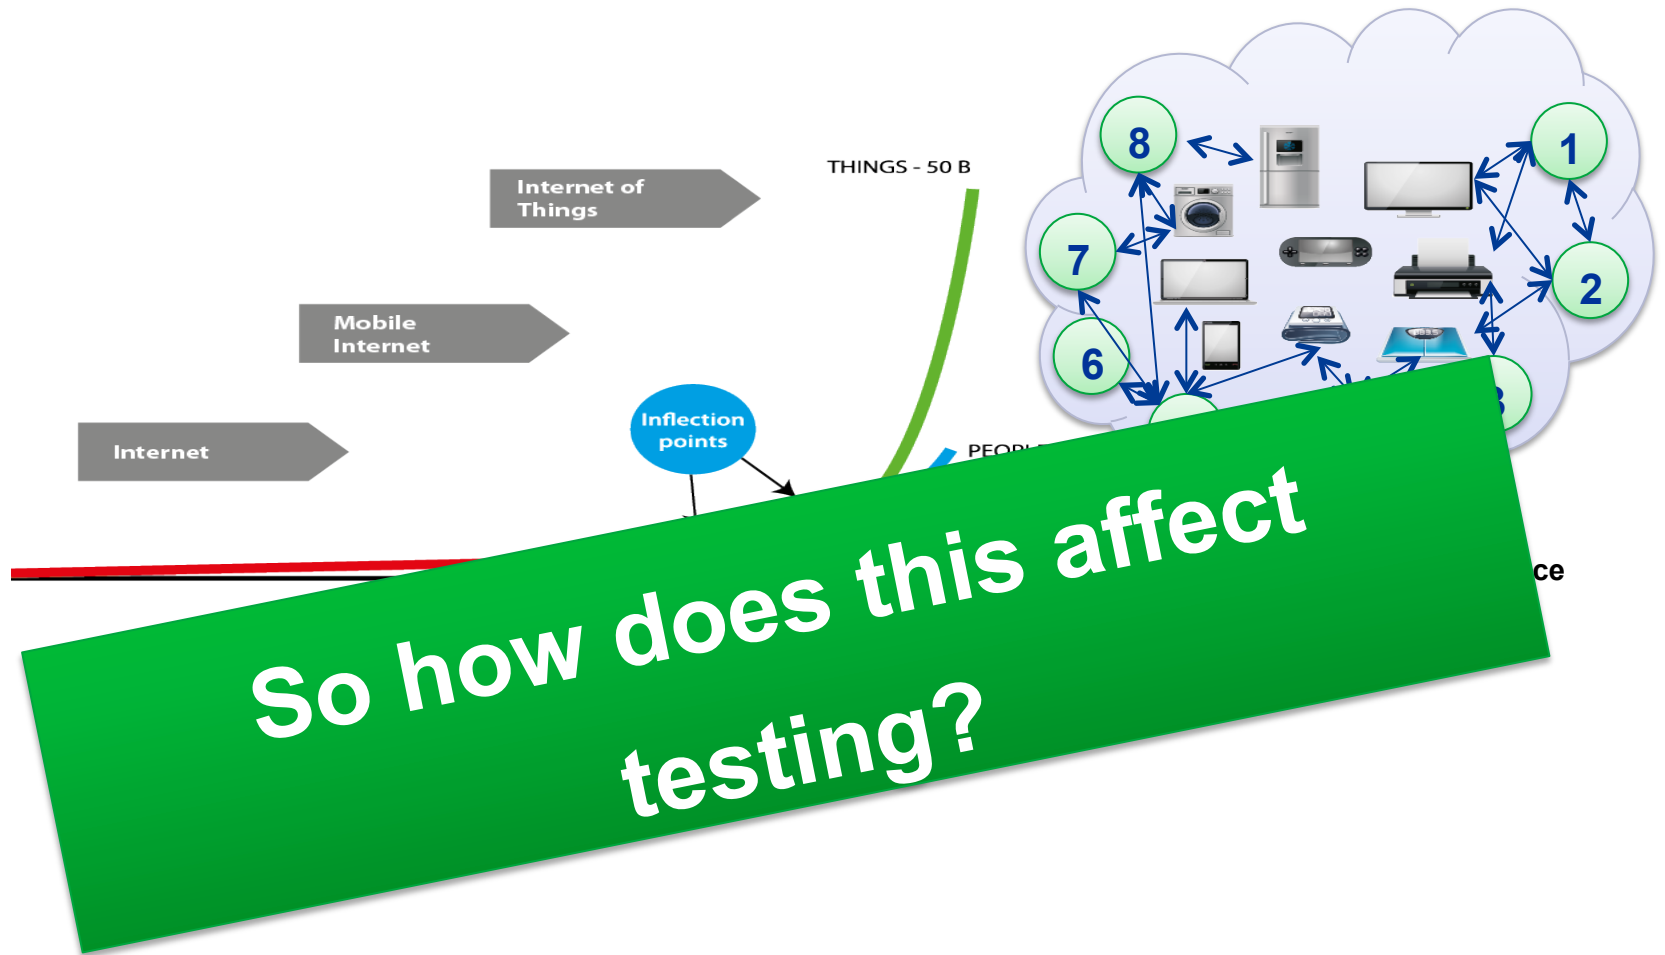 THINGS - 50 B
Internet of
Things
Mobile
Internet
Internet
Inflection
points
8
1
7
2
6
So how does this affect
testing?